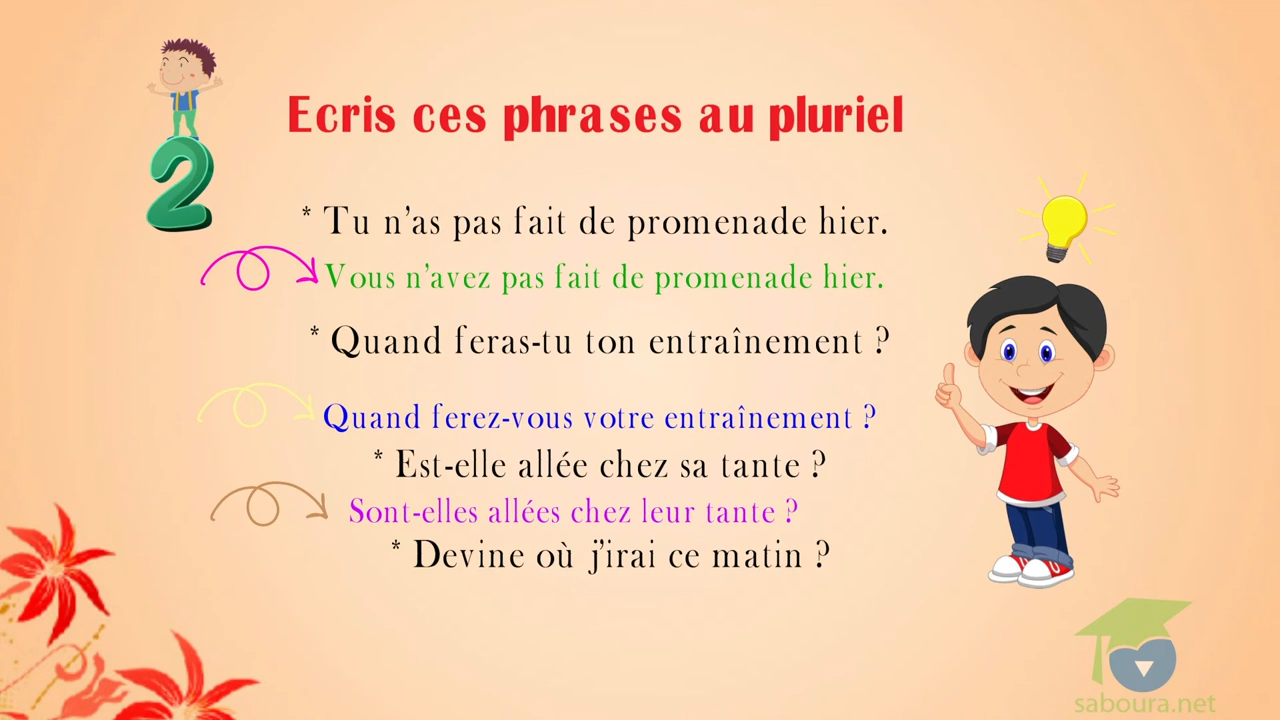 2
Ecris ces phrases au pluriel
* Tu n'as pas fait de promenade hier.
Vous n'avez pas fait de promenade hier.
* Quand feras-tu ton entraînement ?
Quand ferez-vous votre entraînement ?
* Est-elle allée chez sa tante ?
Sont-elles allées chez leur tante ?
* Devine où j'irai ce matin ?
saboura.net